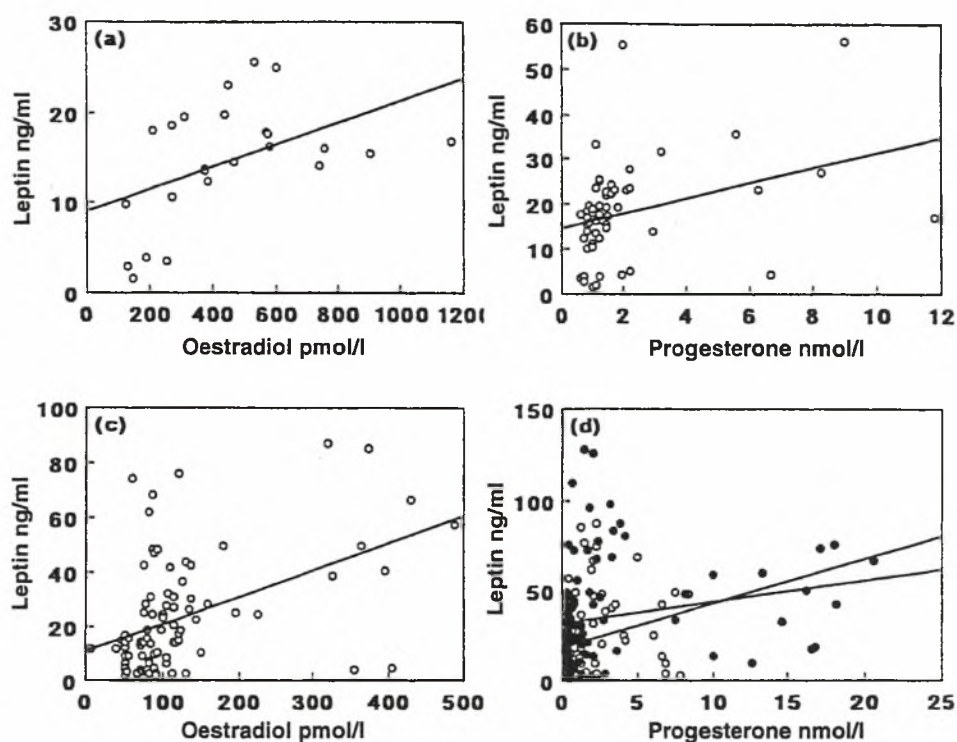 (a)
30
20
10
0
Leptin ng/ml
0 200 400 600 800 1000
Oestradiol pmol/l
(b)
60
50
40
30
20
10
0
Leptin ng/ml
0 2 4 6 8 10 12
Progesterone nmol/l
(c)
100
80
60
40
20
0
Leptin ng/ml
0 100 200 300 400 500
Oestradiol pmol/l
(d)
150
100
50
0
Leptin ng/ml
0 5 10 15 20 25
Progesterone nmol/l